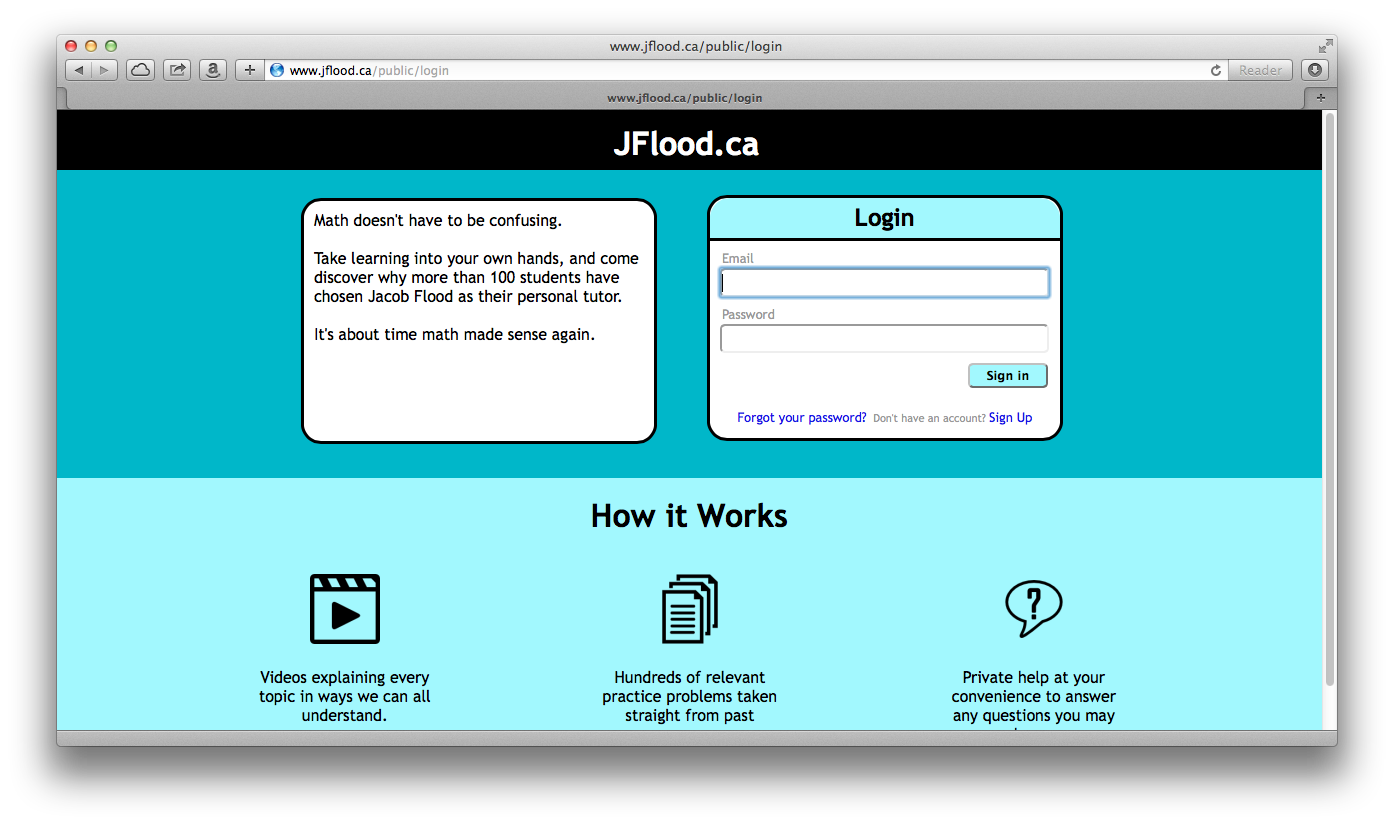 www.jflood.ca/public/login
www.jflood.ca/public/login
Reader
www.jflood.ca/public/login
JFlood.ca
Math doesn't have to be confusing.
Take learning into your own hands, and come
discover why more than 100 students have
chosen Jacob Flood as their personal tutor.
It's about time math made sense again.
Login
Email
Password
Sign in
Forgot your password? Don't have an account? Sign Up
How it Works
Videos explaining every
topic in ways we can all
understand.
Hundreds of relevant
practice problems taken
straight from past
Private help at your
convenience to answer
any questions you may